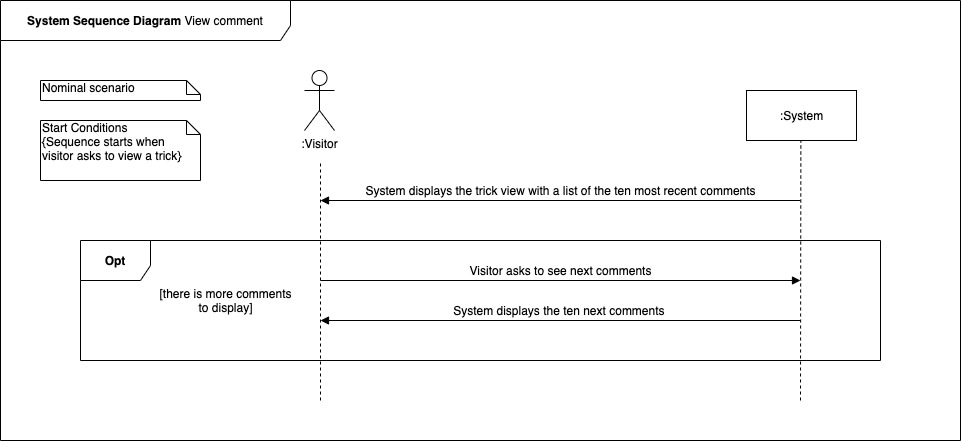 System Sequence Diagram View comment
Nominal scenario
Start Conditions
{Sequence starts when
visitor asks to view a trick}
:Visitor
:System
System displays the trick view with a list of the ten most recent comments
Opt
Visitor asks to see next comments
[there is more comments
to display]
System displays the ten next comments